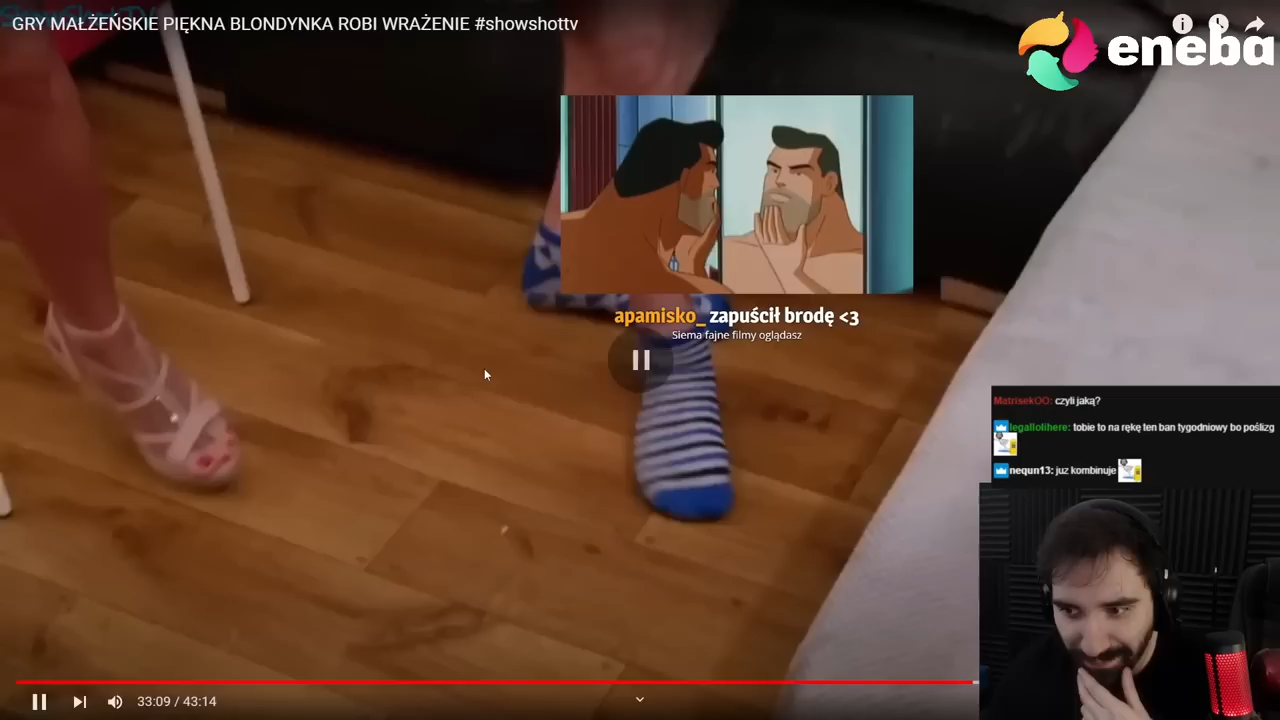 GRY MAŁŻEŃSKIE PIĘKNA BLONDYNKA ROBI WRAŻENIE #showshottv
eneba
apamisko_ zapuścił brodę <3
Siema fajne filmy oglądasz
MatrisekOO: czyli jaką?
legallolihere: tobie to na rękę ten ban tygodniowy bo poślizg
nequn13: juz kombinuje
33:09 / 43:14